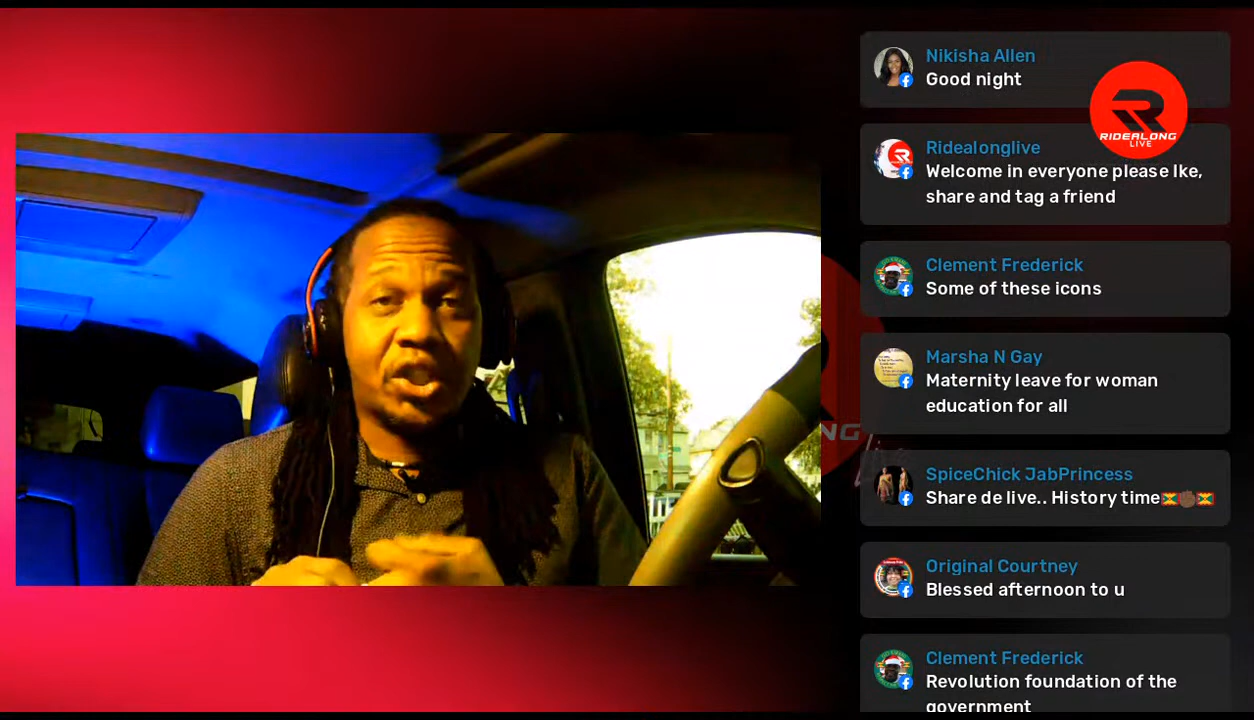 Nikisha Allen
Good night
RIDEALONG
LIVE
Ridealonglive
Welcome in everyone please lke,
share and tag a friend
Clement Frederick
Some of these icons
Marsha N Gay
Maternity leave for woman
education for all
NG
SpiceChick JabPrincess
Share de live.. History time🇬🇩✊🏾🇬🇩
Original Courtney
Blessed afternoon to u
Clement Frederick
Revolution foundation of the
government